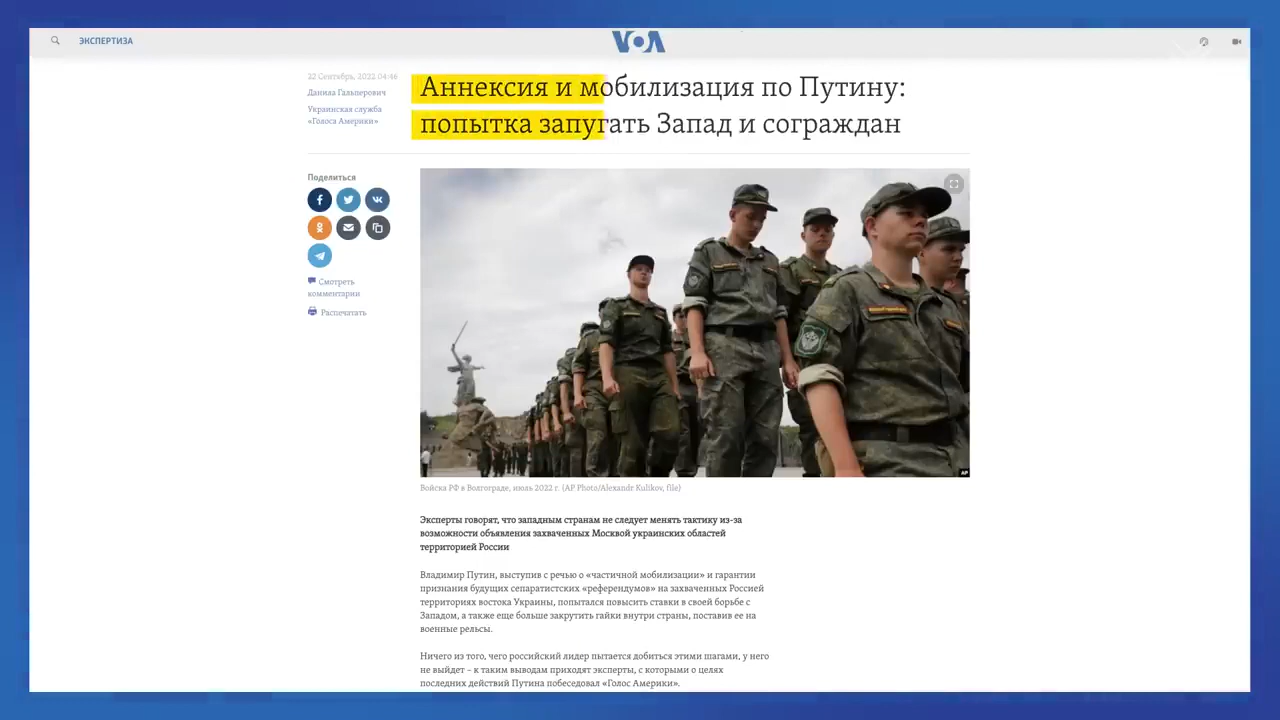 ЭКСПЕРТИЗА
VOA
22 Сентябрь, 2022 04:46
Данила Гальперович
Украинская служба
«Голоса Америки»
Аннексия и мобилизация по Путину:
попытка запугать Запад и сограждан
Поделиться
Смотреть
комментарии
Распечатать
AP
Войска РФ в Волгограде, июль 2022 г. (AP Photo/Alexandr Kulikov, file)
Эксперты говорят, что западным странам не следует менять тактику из-за
возможности объявления захваченных Москвой украинских областей
территорией России
Владимир Путин, выступив с речью о «частичной мобилизации» и гарантии
признания будущих сепаратистских «референдумов» на захваченных Россией
территориях востока Украины, попытался повысить ставки в своей борьбе с
Западом, а также еще больше закрутить гайки внутри страны, поставив ее на
военные рельсы.
Ничего из того, чего российский лидер пытается добиться этими шагами, у него
не выйдет – к таким выводам приходят эксперты, с которыми о целях
последних действий Путина побеседовал «Голос Америки».